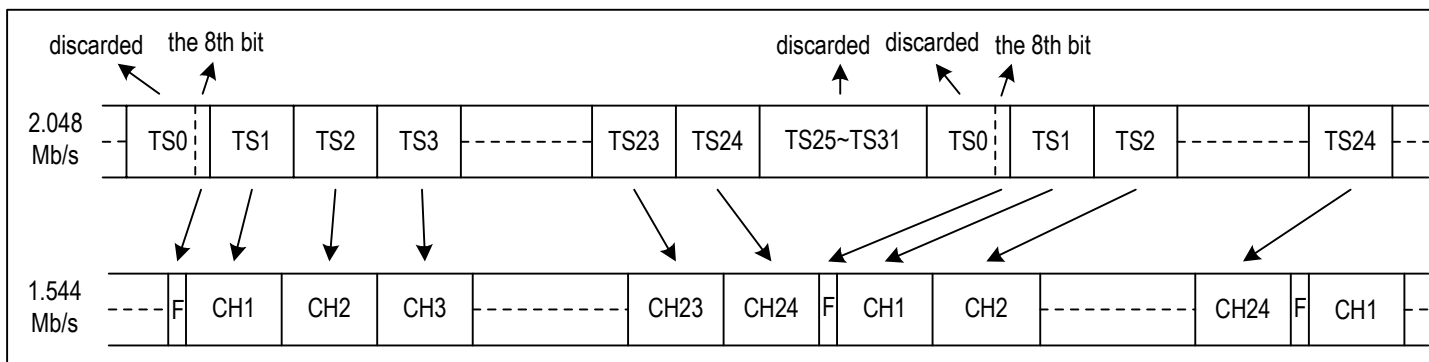 discarded the 8th bit discarded discarded the 8th bit
2.048 Mb/s TS0 TS1 TS2 TS3 TS23 TS24 TS25~TS31 TS0 TS1 TS2 TS24
1.544 Mb/s F CH1 CH2 CH3 CH23 CH24 F CH1 CH2 CH24 F CH1